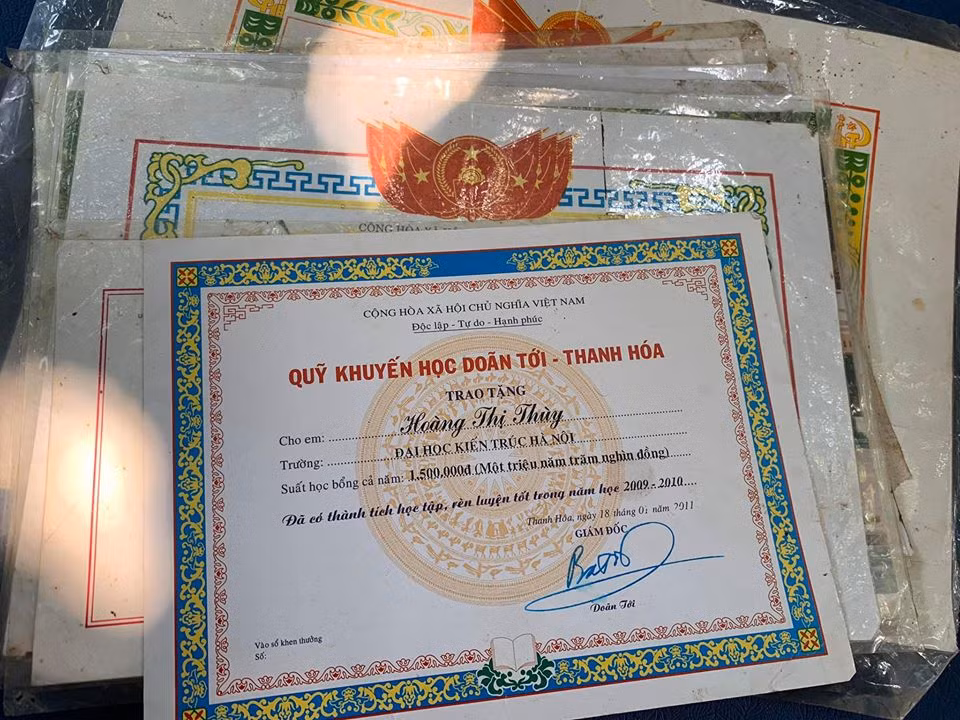 CỘNG HÒA XÃ
CỘNG HÒA XÃ HỘI CHỦ NGHĨA VIỆT NAM
Độc lập - Tự do - Hạnh phúc
QUỸ KHUYẾN HỌC DOÃN TỚI - THANH HÓA
TRAO TẶNG
Cho em: Hoàng Thị Thùy
Trường: ĐẠI HỌC KIẾN TRÚC HÀ NỘI
Suất học bổng cả năm: 1.500.000đ (Một triệu năm trăm nghìn đồng)
Đã có thành tích học tập, rèn luyện tốt trong năm học 2009 - 2010
Thanh Hóa, ngày 18 tháng 01 năm 2011
GIÁM ĐỐC
Doãn Tới
Vào sổ khen thưởng
Số: